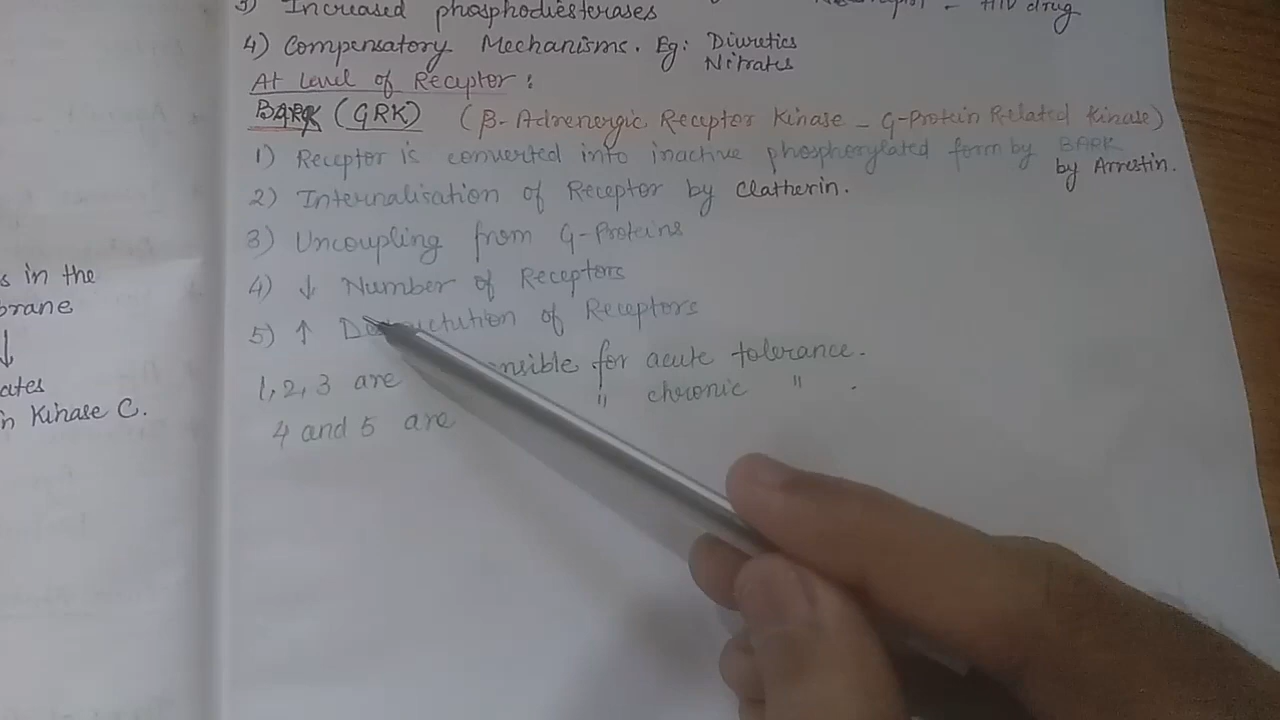 3) Increased phosphodiesterases - HIV drug
4) Compensatory Mechanisms. Eg: Diuretics
Nitrates
At level of Receptor :
BARK (GRK) (β-Adrenergic Receptor Kinase - G-Protein Related Kinase)
1) Receptor is converted into inactive phosphorylated form by BARK
by Arrestin.
2) Internalisation of Receptor by Clatherin.
3) Uncoupling from G-Proteins
4) ↓ Number of Receptors
5) ↑ of Receptors
1, 2, 3 are for acute tolerance.
4 and 5 are " chronic " .
s in the
brane
↓
ates
n Kinase C.